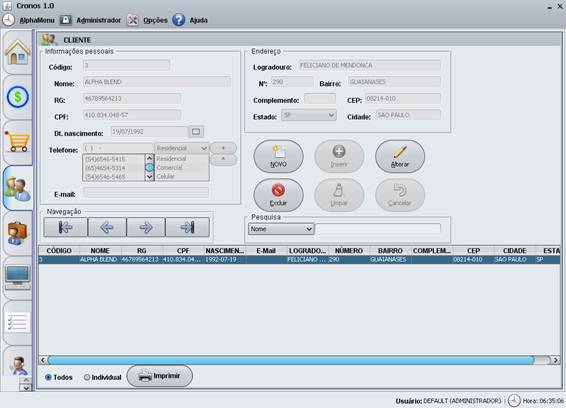 Cronos 1.0
AlphaMenu Administrador Opções Ajuda
CLIENTE
Informações pessoais
Código: 3
Nome: ALPHA BLEND
RG: 46789564213
CPF: 410.834.048-57
Dt. nascimento: 19/07/1992
Telefone: ( ) - Residencial +
(54)6546-5415 Residencial
(65)4654-5314 Comercial
(54)6546-5465 Celular
E-mail:
Endereço
Logradouro: FELICIANO DE MENDONCA
Nº: 290 Bairro: GUAIANASES
Complemento: CEP: 08214-010
Estado: SP Cidade: SAO PAULO
NOVO Inserir Alterar
Excluir Limpar Cancelar
Navegação
Pesquisa
Nome
CÓDIGO NOME RG CPF NASCIMEN... E-Mail LOGRADO... NÚMERO BAIRRO COMPLEM... CEP CIDADE ESTA
3 ALPHA BLEND 46789564213 410.834.04... 1992-07-19 FELICIANO ... 290 GUAIANASES 08214-010 SAO PAULO SP
Todos Individual Imprimir
Usuário: DEFAULT (ADMINISTRADOR) Hora: 06:35:06